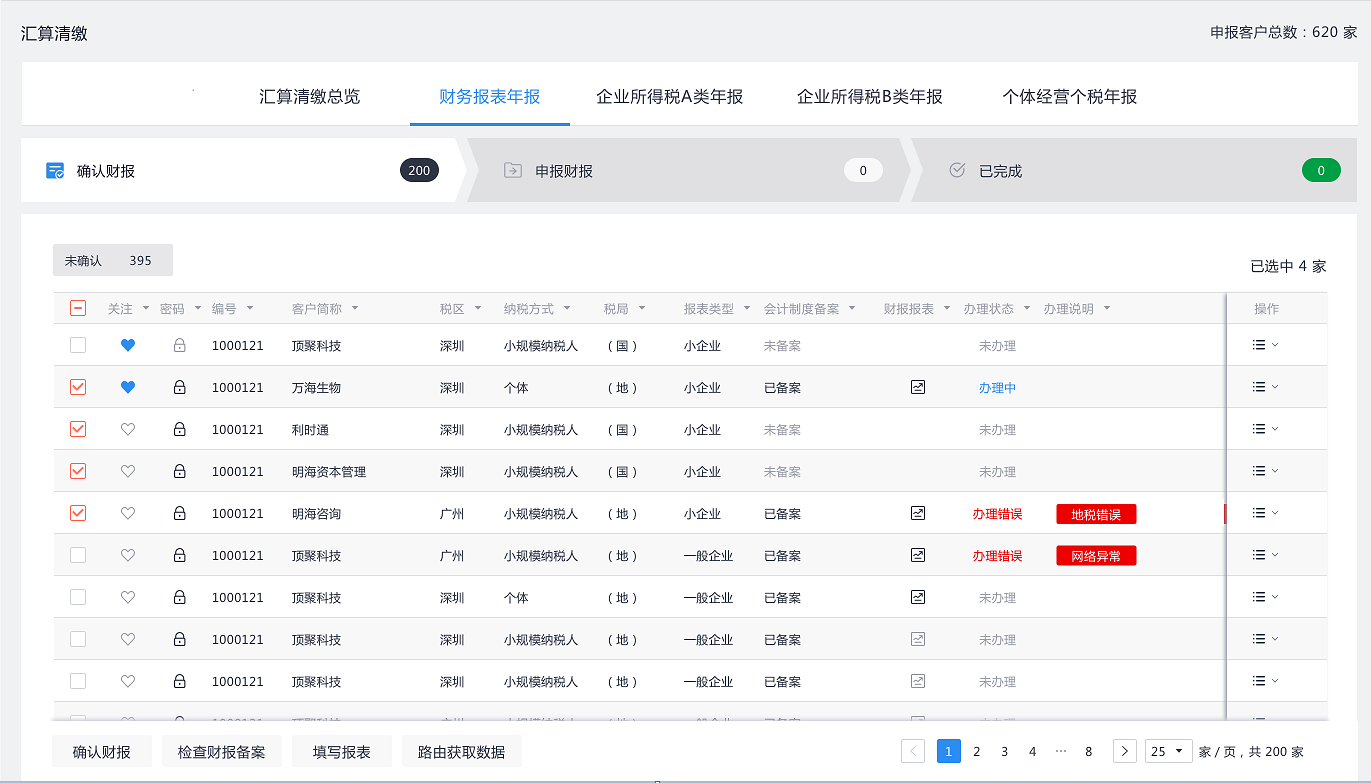 汇算清缴
申报客户总数：620 家
汇算清缴总览 财务报表年报 企业所得税A类年报 企业所得税B类年报 个体经营个税年报
确认财报 200 申报财报 0 已完成 0
未确认 395
已选中 4 家
关注 密码 编号 客户简称 税区 纳税方式 税局 报表类型 会计制度备案 财报报表 办理状态 办理说明 操作
1000121 顶聚科技 深圳 小规模纳税人 （国） 小企业 未备案 未办理
1000121 万海生物 深圳 个体 （地） 小企业 已备案 办理中
1000121 利时通 深圳 小规模纳税人 （国） 小企业 未备案 未办理
1000121 明海资本管理 深圳 小规模纳税人 （国） 小企业 未备案 未办理
1000121 明海咨询 广州 小规模纳税人 （地） 小企业 已备案 办理错误 地税错误
1000121 顶聚科技 广州 小规模纳税人 （地） 一般企业 已备案 办理错误 网络异常
1000121 顶聚科技 深圳 个体 （地） 一般企业 已备案 未办理
1000121 顶聚科技 深圳 小规模纳税人 （地） 一般企业 已备案 未办理
1000121 顶聚科技 深圳 小规模纳税人 （地） 一般企业 已备案 未办理
确认财报 检查财报备案 填写报表 路由获取数据
1 2 3 4 ··· 8 25 家 / 页，共 200 家